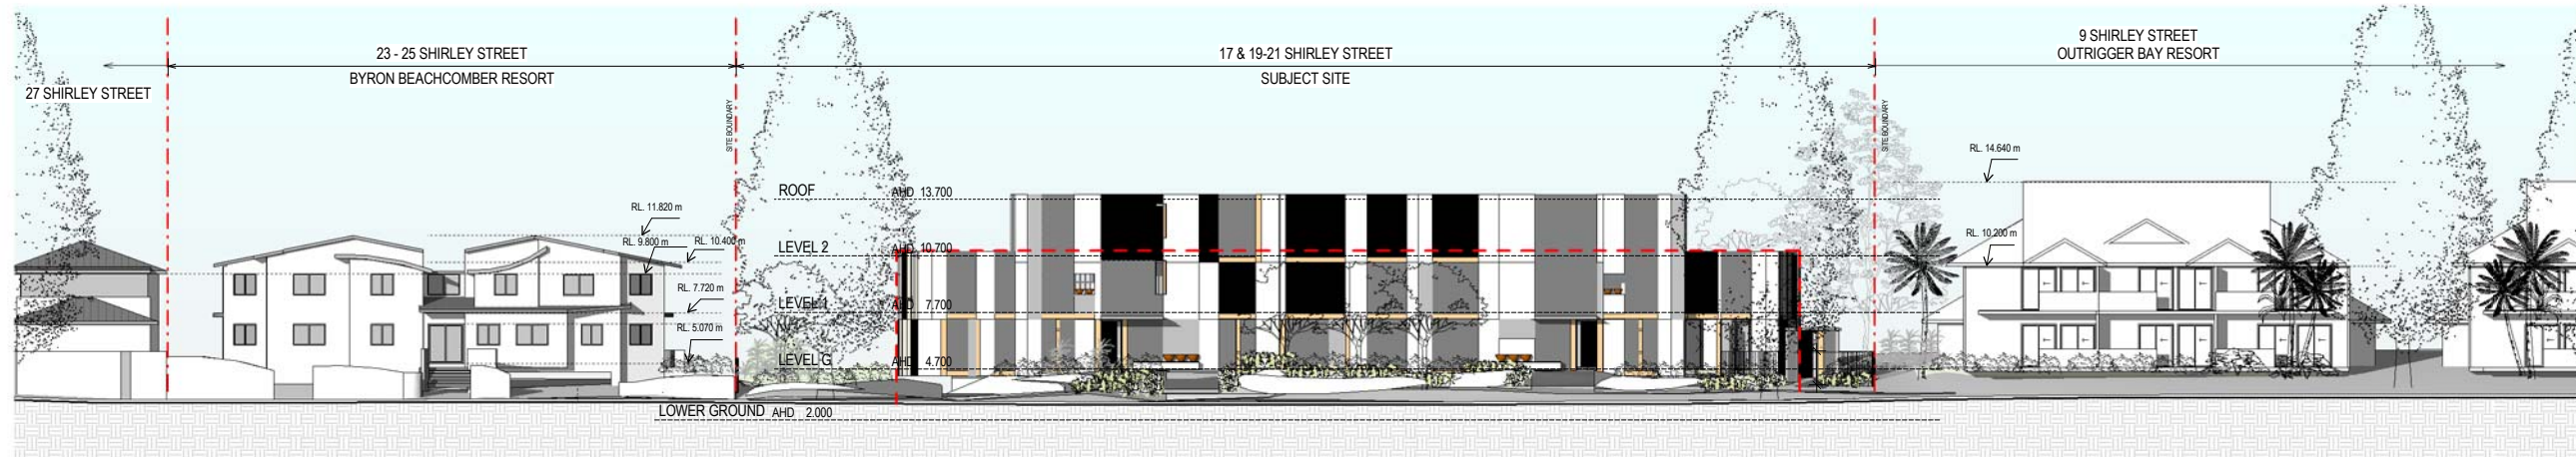 27 SHIRLEY STREET
23 - 25 SHIRLEY STREET
BYRON BEACHCOMBER RESORT
SITE BOUNDARY
17 & 19-21 SHIRLEY STREET
SUBJECT SITE
SITE BOUNDARY
9 SHIRLEY STREET
OUTRIGGER BAY RESORT
RL. 11.820 m
RL. 9.800 m
RL. 10.400 m
RL. 7.720 m
RL. 5.070 m
ROOF AHD 13.700
LEVEL 2 AHD 10.700
LEVEL 1 AHD 7.700
LEVEL G AHD 4.700
LOWER GROUND AHD 2.000
RL. 14.640 m
RL. 10.200 m